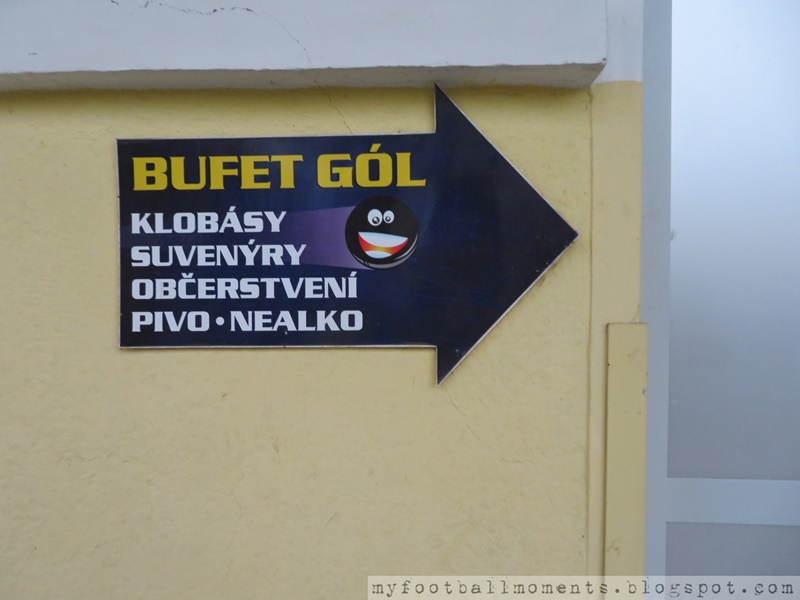 BUFET GÓL
KLOBÁSY
SUVENÝRY
OBČERSTVENÍ
PIVO • NEALKO
myfootballmoments.blogspot.com